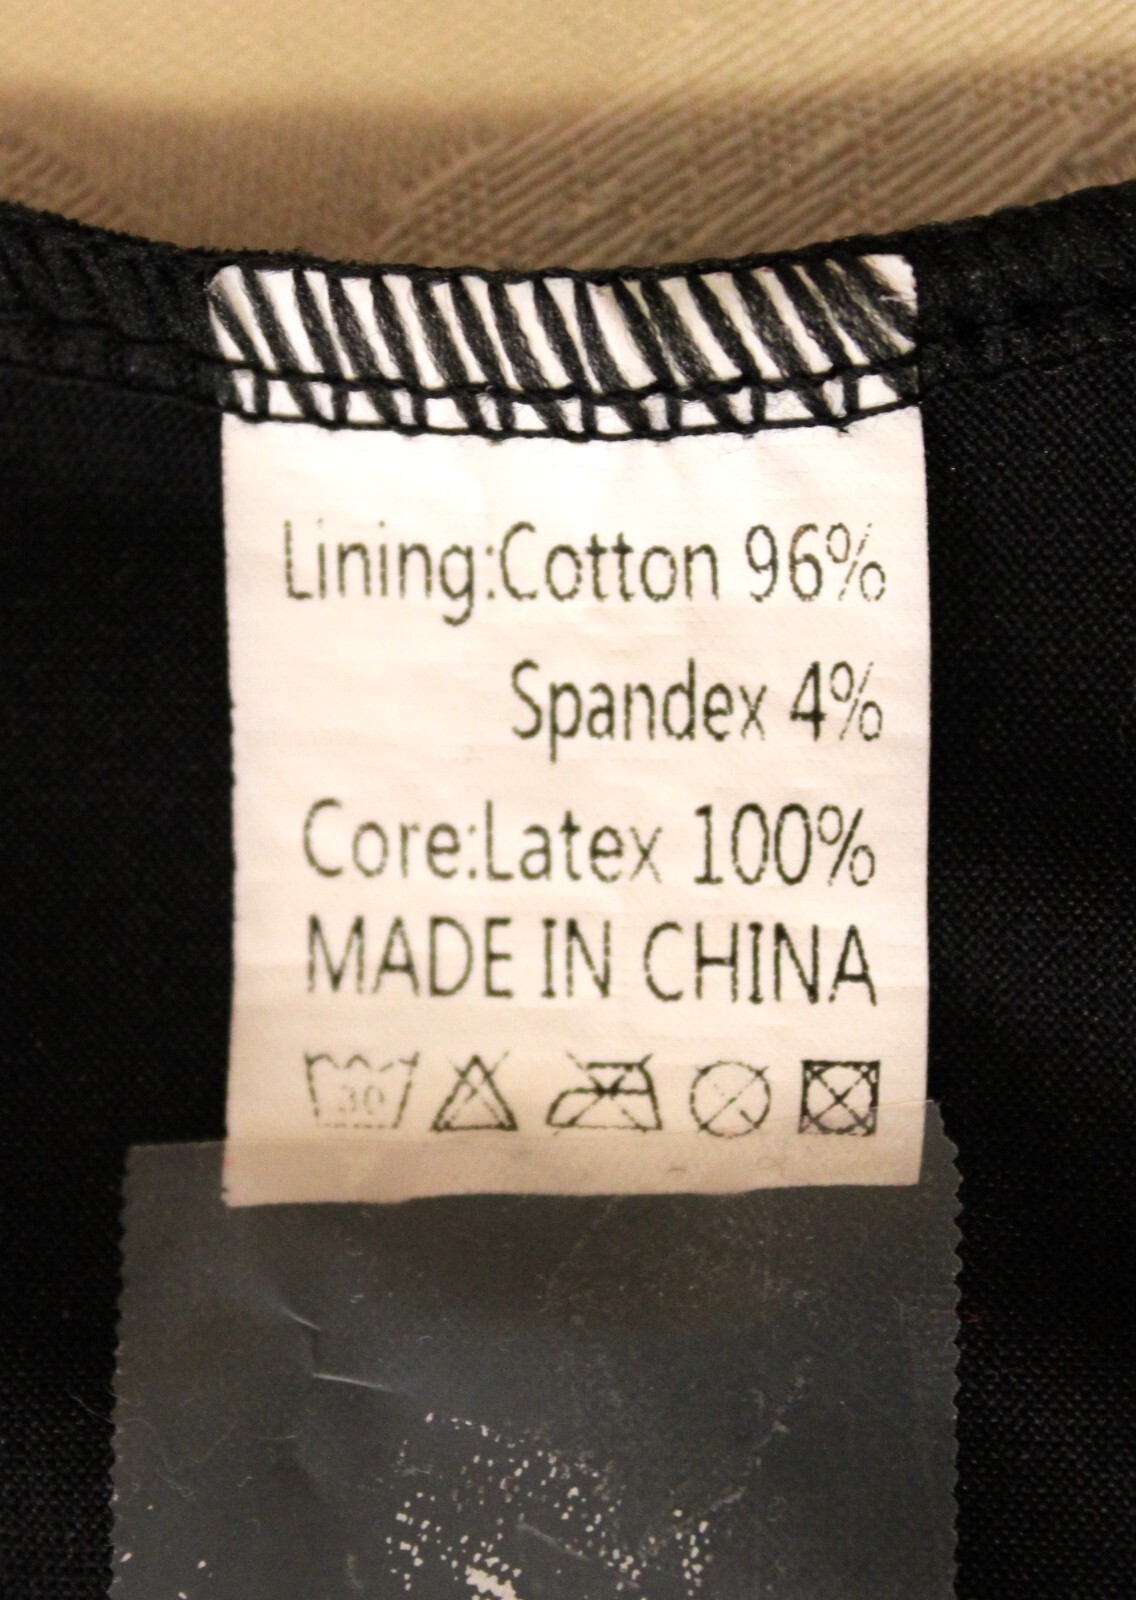 Lining:Cotton 96%
Spandex 4%
Core:Latex 100%
MADE IN CHINA
30